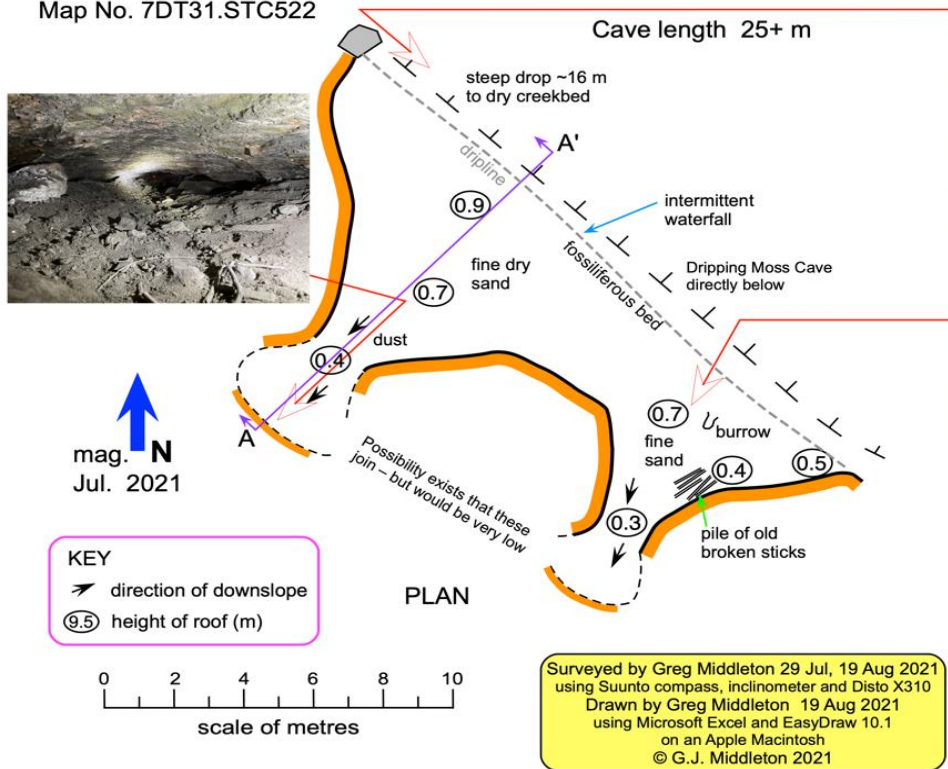 Map No. 7DT31.STC522
Cave length 25+ m
steep drop ~16 m
to dry creekbed
A'
dripline
0.9
intermittent
waterfall
fine dry
sand
0.7
fossiliferous bed
Dripping Moss Cave
directly below
dust
0.4
A
mag. N
Jul. 2021
0.7
burrow
fine
sand
0.4
0.5
Possibility exists that these
join – but would be very low
0.3
pile of old
broken sticks
KEY
direction of downslope
9.5 height of roof (m)
PLAN
0 2 4 6 8 10
scale of metres
Surveyed by Greg Middleton 29 Jul, 19 Aug 2021
using Suunto compass, inclinometer and Disto X310
Drawn by Greg Middleton 19 Aug 2021
using Microsoft Excel and EasyDraw 10.1
on an Apple Macintosh
© G.J. Middleton 2021